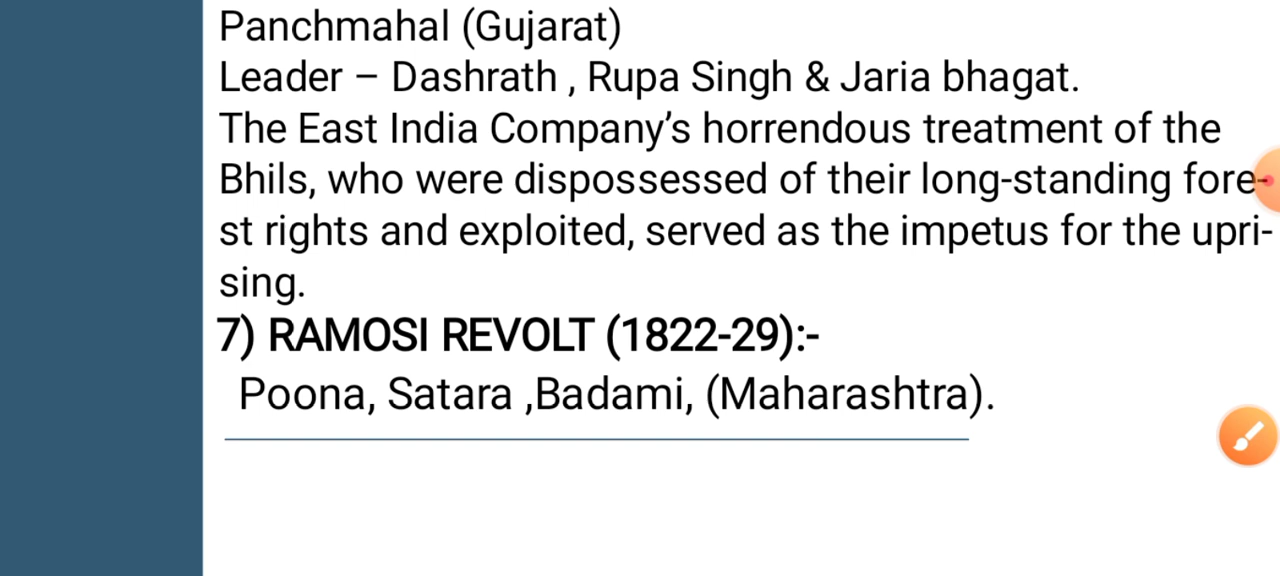 Panchmahal (Gujarat)
Leader – Dashrath , Rupa Singh & Jaria bhagat.
The East India Company’s horrendous treatment of the
Bhils, who were dispossessed of their long-standing fore-
st rights and exploited, served as the impetus for the upri-
sing.
7) RAMOSI REVOLT (1822-29):-
Poona, Satara ,Badami, (Maharashtra).